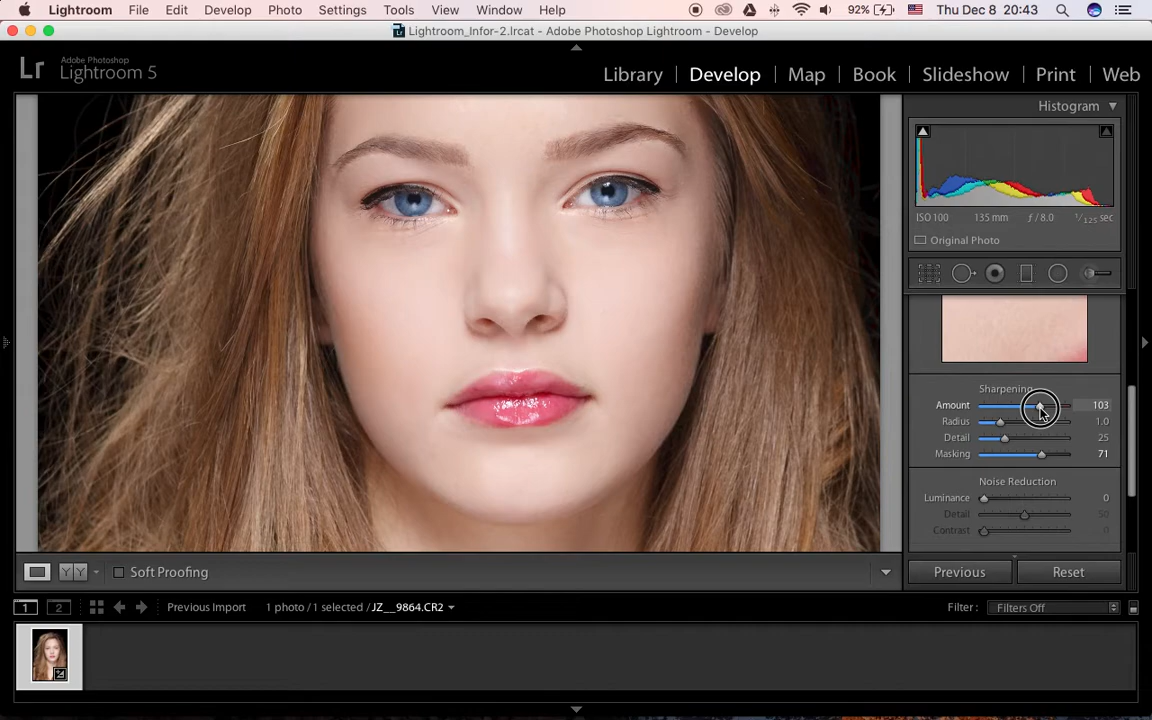 Lightroom File Edit Develop Photo Settings Tools View Window Help 92% Thu Dec 8 20:43
Lightroom_Infor-2.lrcat - Adobe Photoshop Lightroom - Develop
Lr Adobe Photoshop Lightroom 5
Library Develop Map Book Slideshow Print Web
Histogram
ISO 100 135 mm ƒ / 8.0 1/125 sec
Original Photo
Sharpening
Amount 103
Radius 1.0
Detail 25
Masking 71
Noise Reduction
Luminance 0
Detail 50
Contrast 0
Y Y Soft Proofing Previous Reset
1 2 Previous Import 1 photo / 1 selected / JZ__9864.CR2 Filter : Filters Off